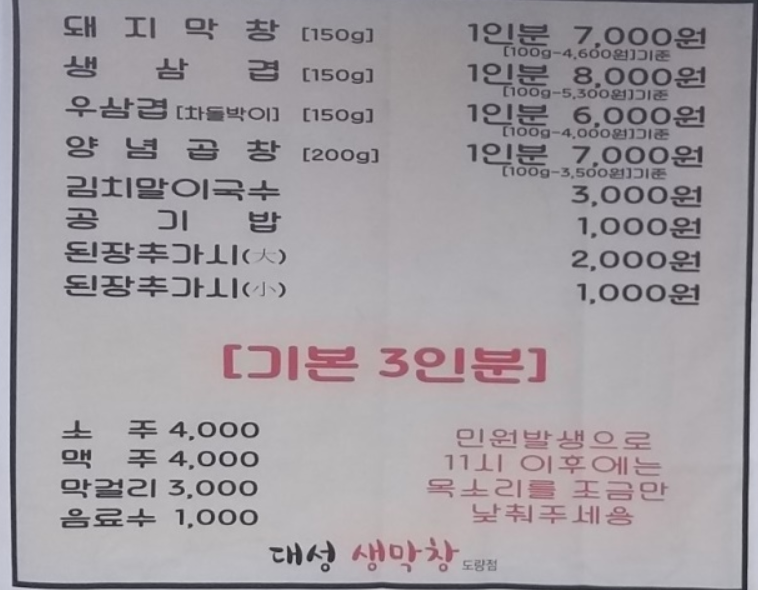 돼지막창 [150g] 1인분 7,000원
[100g-4,600원]기준
생삼겹 [150g] 1인분 8,000원
[100g-5,300원]기준
우삼겹[차돌박이] [150g] 1인분 6,000원
[100g-4,000원]기준
양념곱창 [200g] 1인분 7,000원
[100g-3,500원]기준
김치말이국수 3,000원
공기밥 1,000원
된장추가시(大) 2,000원
된장추가시(小) 1,000원
[기본 3인분]
소주 4,000
맥주 4,000
막걸리 3,000
음료수 1,000
민원발생으로
11시 이후에는
목소리를 조금만
낮춰주세용
대성 생막창 도량점